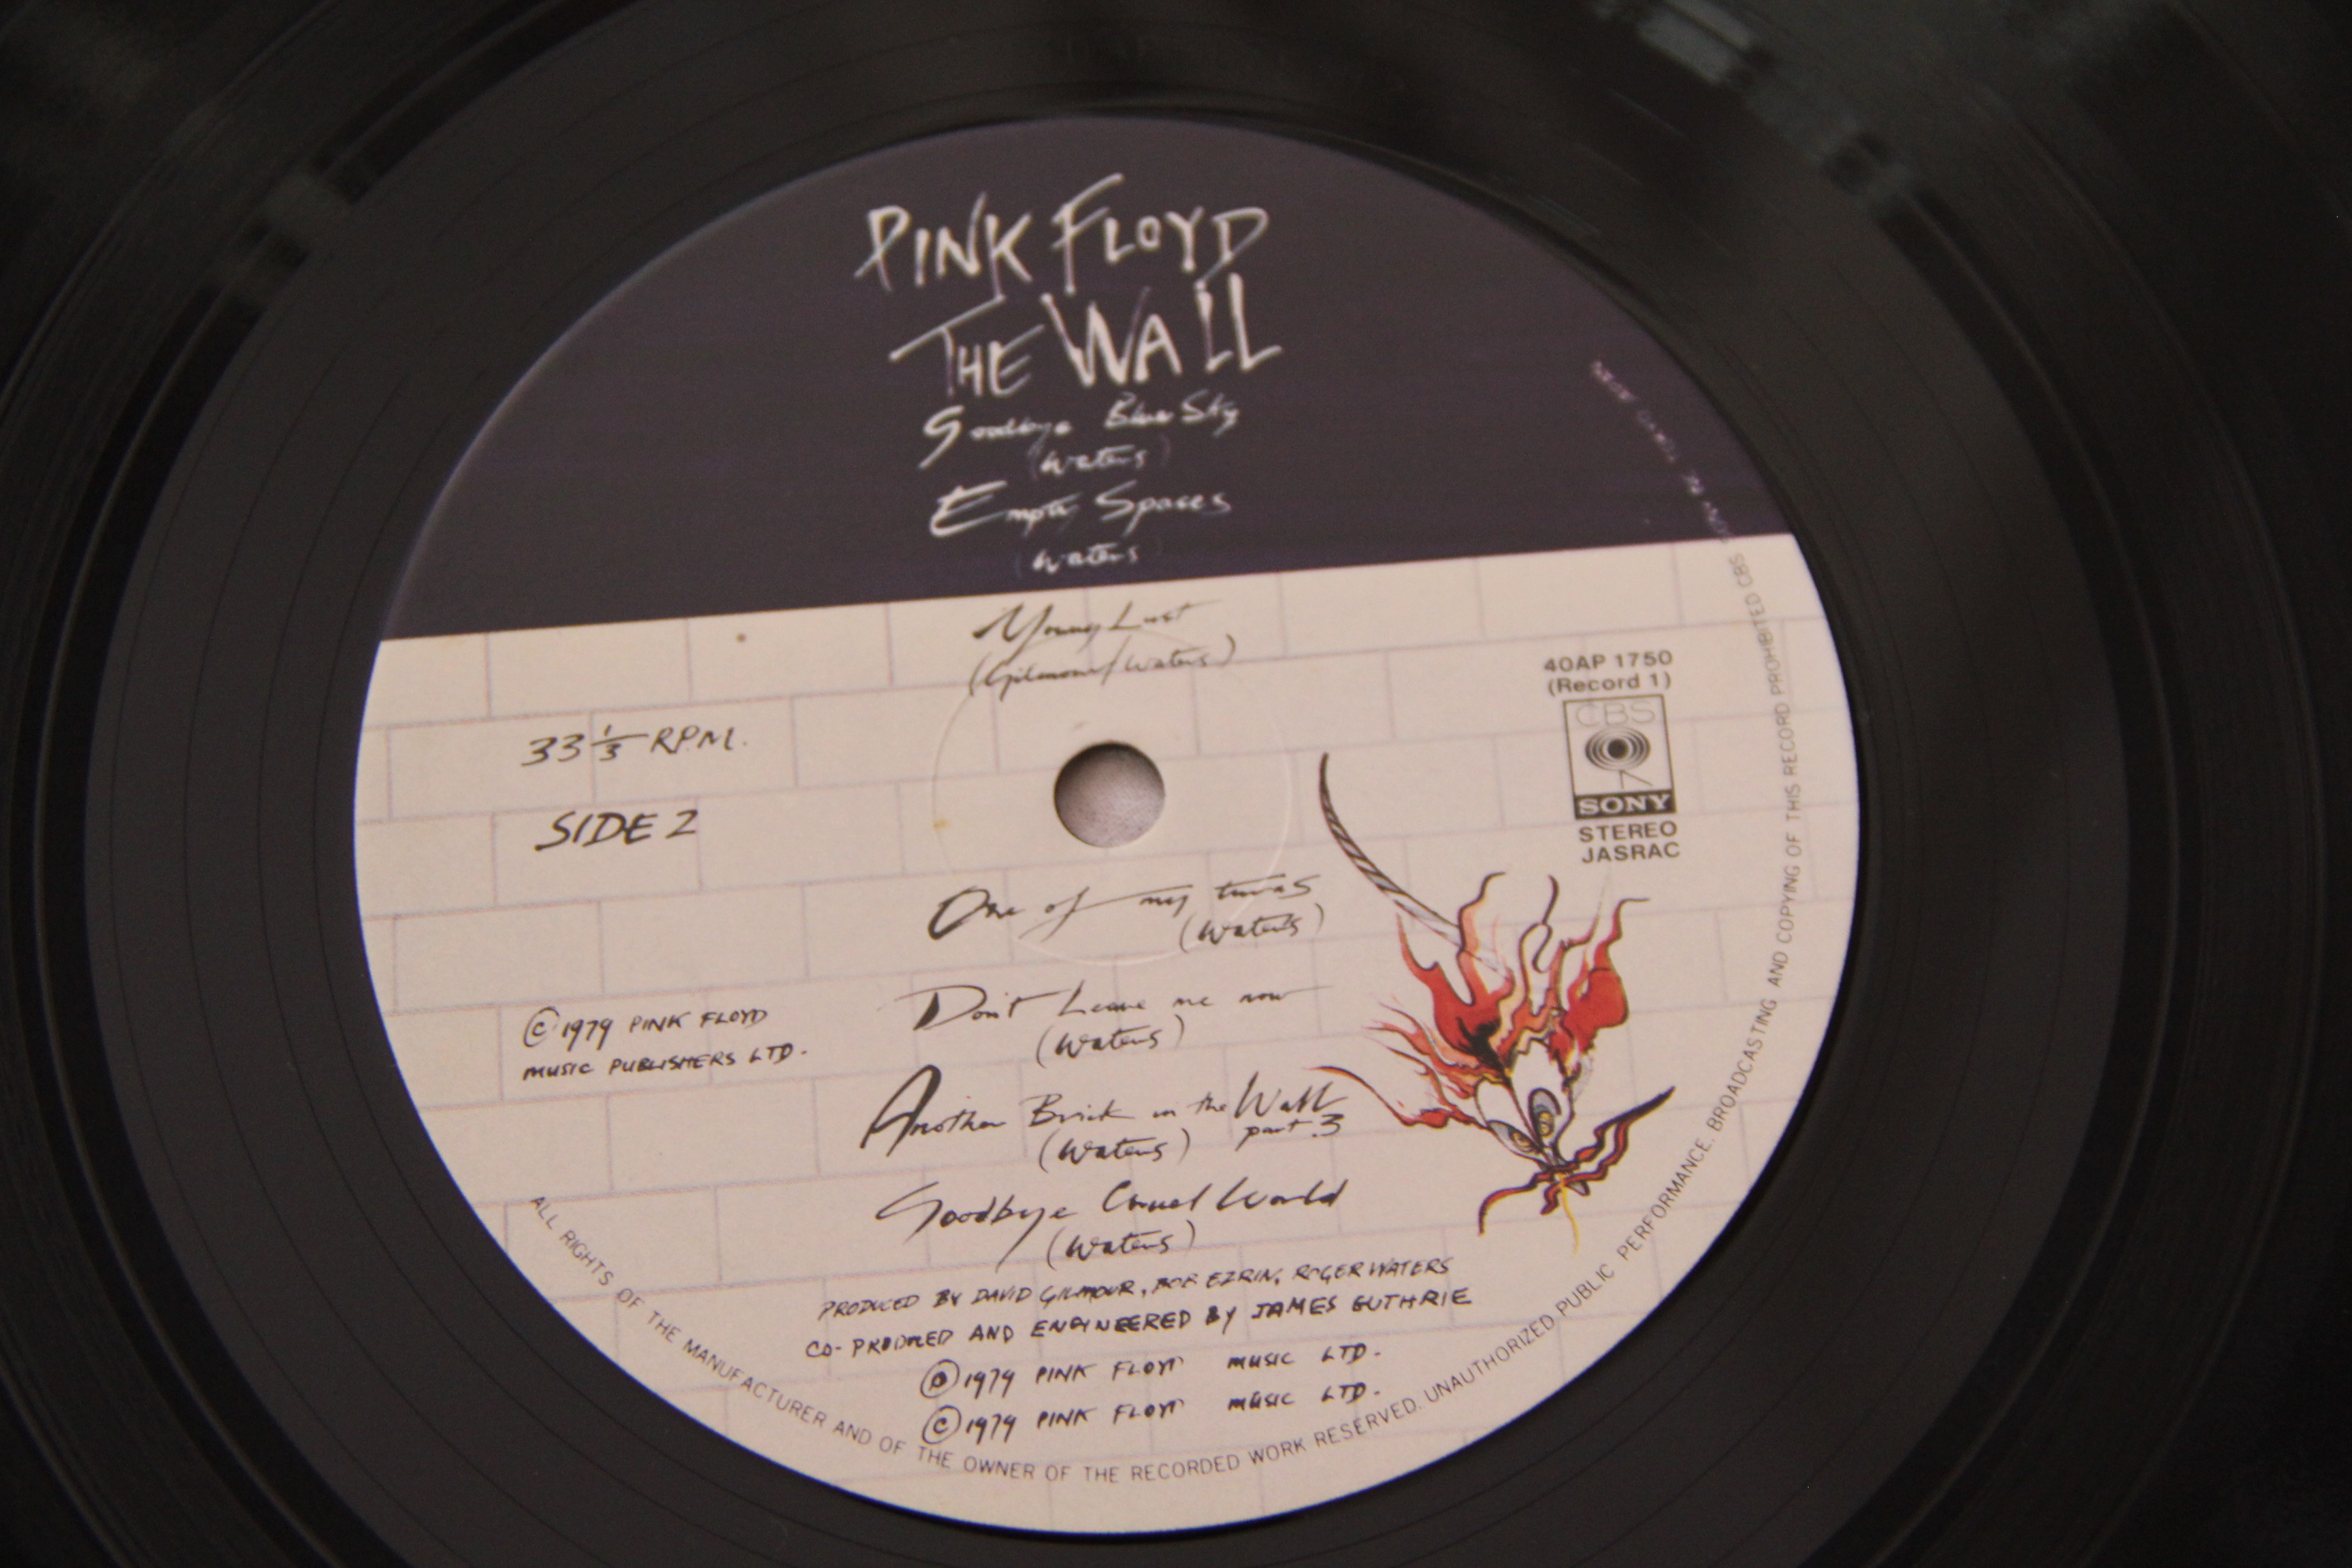 PINK FLOYD
THE WALL
Goodbye Blue Sky
(Waters)
Empty Spaces
(Waters)
Young Lust
(Gilmour/Waters)
33 1/3 R.P.M.
SIDE 2
40AP 1750
(Record 1)
CBS
SONY
STEREO
JASRAC
One of my turns
(Waters)
Don't Leave me now
(Waters)
Another Brick in the Wall
part.3
(Waters)
Goodbye Cruel World
(Waters)
©1979 PINK FLOYD
MUSIC PUBLISHERS LTD.
PRODUCED BY DAVID GILMOUR, BOB EZRIN, ROGER WATERS
CO-PRODUCED AND ENGINEERED BY JAMES GUTHRIE
℗1979 PINK FLOYD MUSIC LTD.
©1979 PINK FLOYD MUSIC LTD.
ALL RIGHTS OF THE MANUFACTURER AND OF THE OWNER OF THE RECORDED WORK RESERVED. UNAUTHORIZED PUBLIC PERFORMANCE. BROADCASTING AND COPYING OF THIS RECORD PROHIBITED CBS